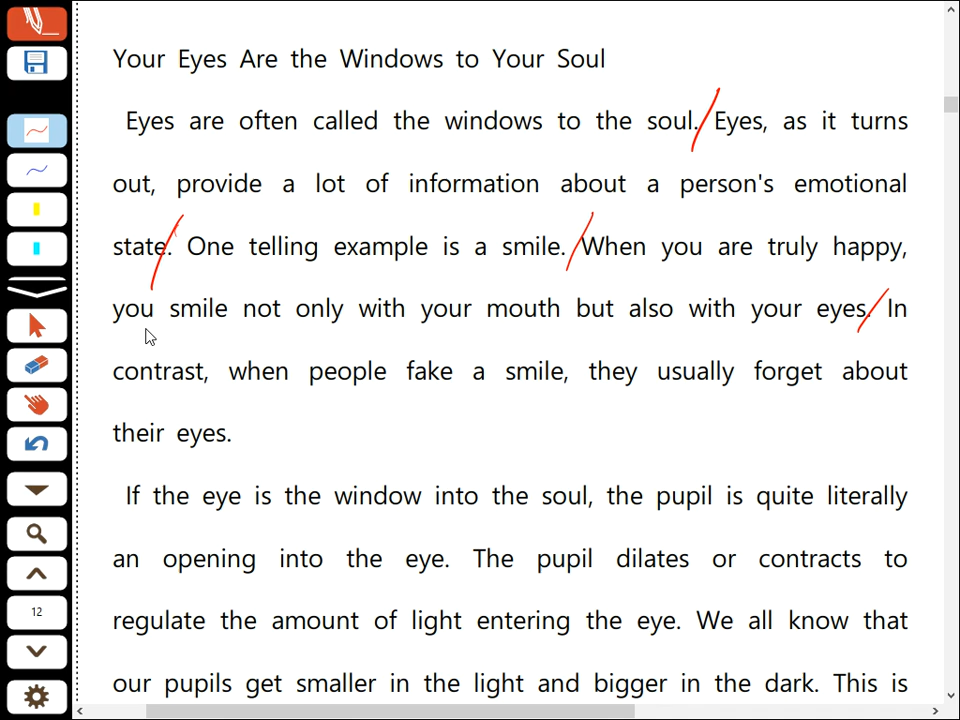 Your Eyes Are the Windows to Your Soul
Eyes are often called the windows to the soul. Eyes, as it turns
out, provide a lot of information about a person's emotional
state. One telling example is a smile. When you are truly happy,
you smile not only with your mouth but also with your eyes. In
contrast, when people fake a smile, they usually forget about
their eyes.
If the eye is the window into the soul, the pupil is quite literally
an opening into the eye. The pupil dilates or contracts to
regulate the amount of light entering the eye. We all know that
our pupils get smaller in the light and bigger in the dark. This is
12